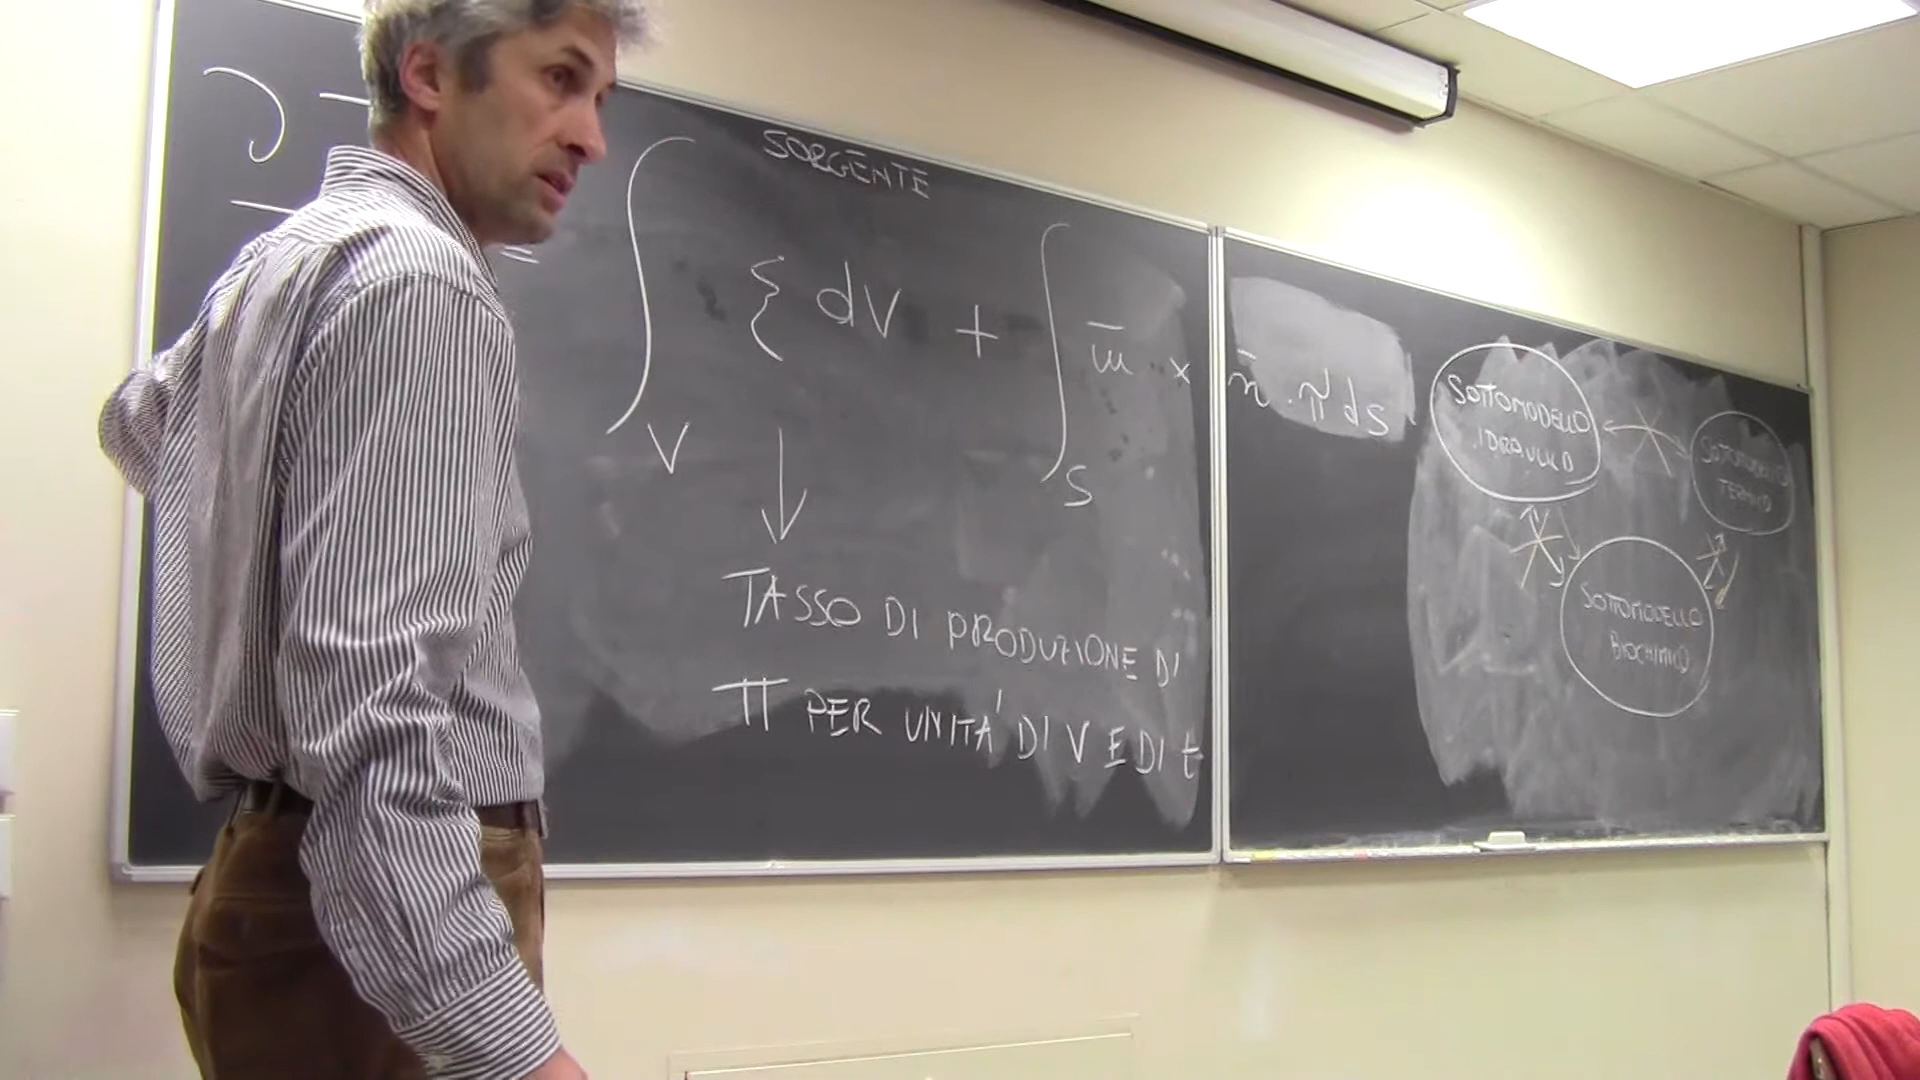 SORGENTE
= ∫ ξ dV + ∫ u̅ × n̅ · π ds
V S
TASSO DI PRODUZIONE DI
Π PER UNITA' DI V E DI t
SOTTOMODELLO
IDRAULICO
SOTTOMODELLO
TERMICO
SOTTOMODELLO
BIOCHIMICO